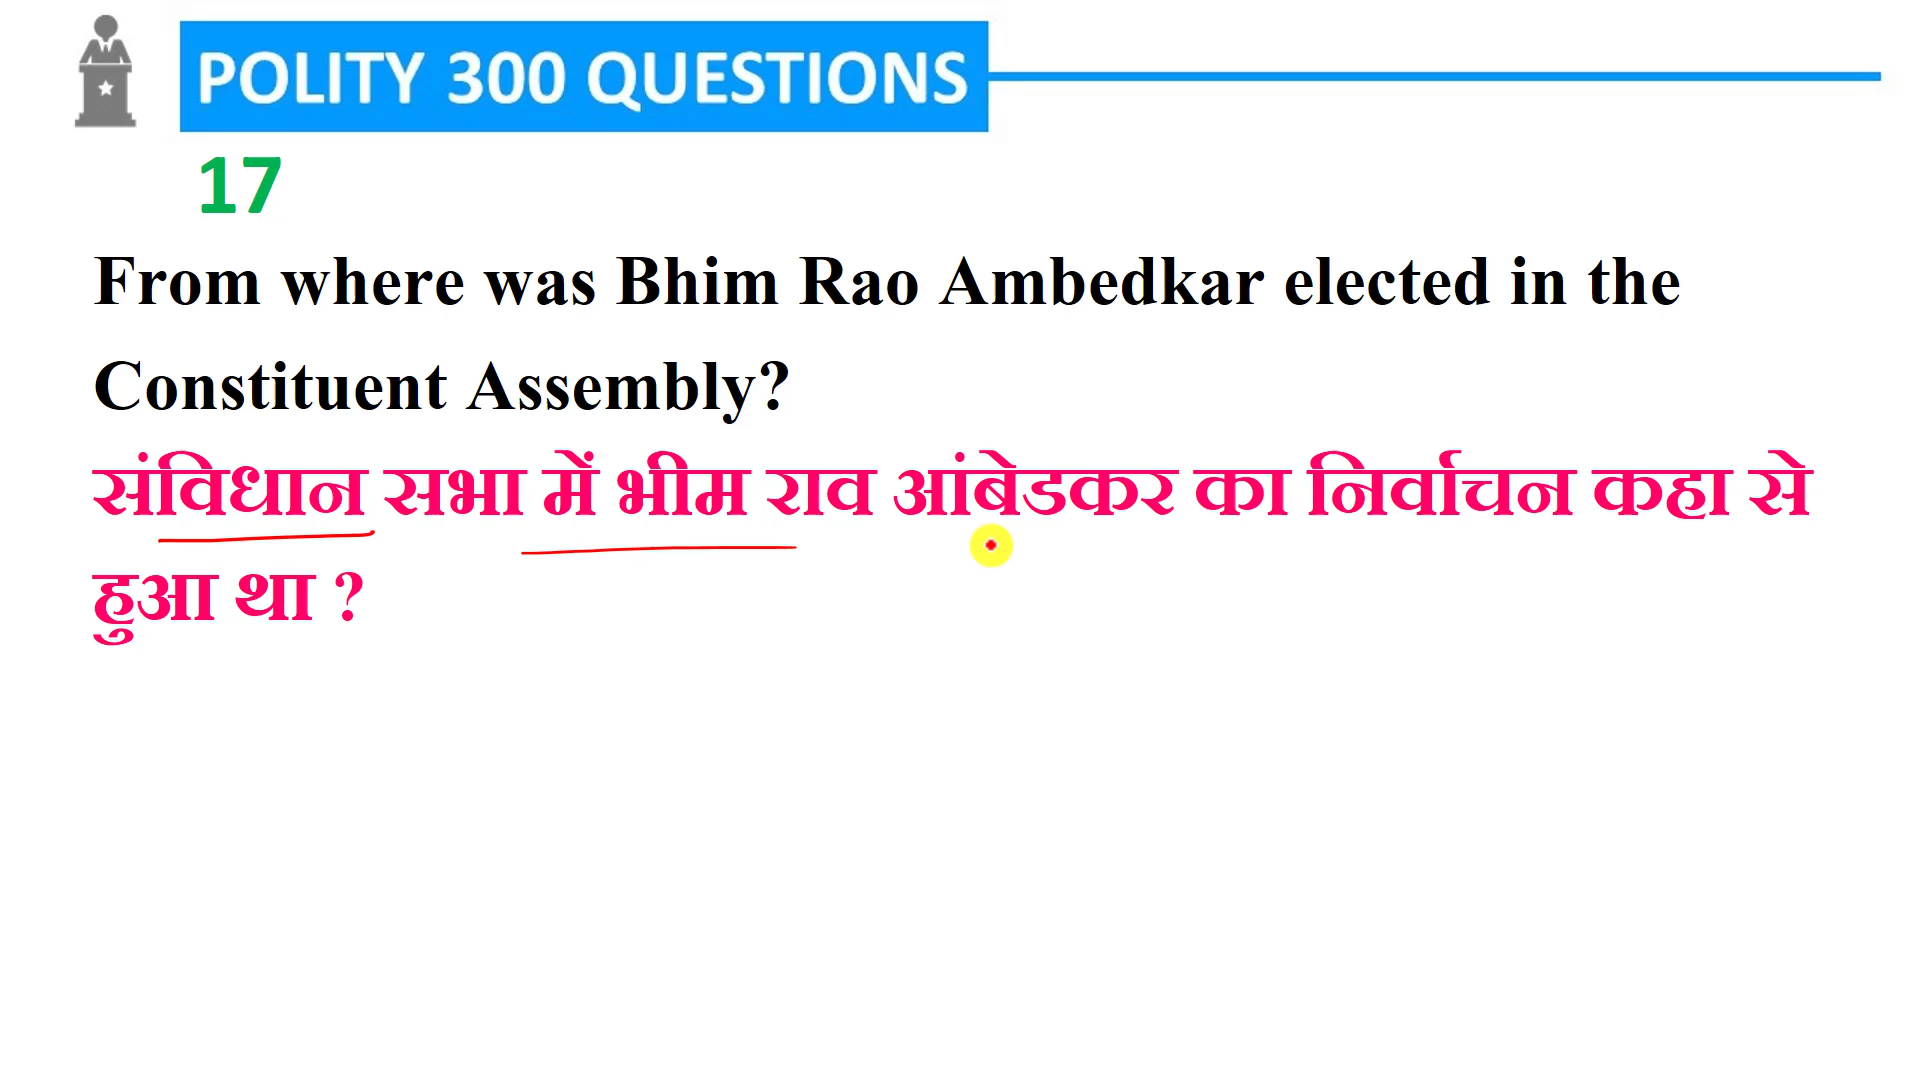 POLITY 300 QUESTIONS
17
From where was Bhim Rao Ambedkar elected in the
Constituent Assembly?
संविधान सभा में भीम राव आंबेडकर का निर्वाचन कहा से
हुआ था ?